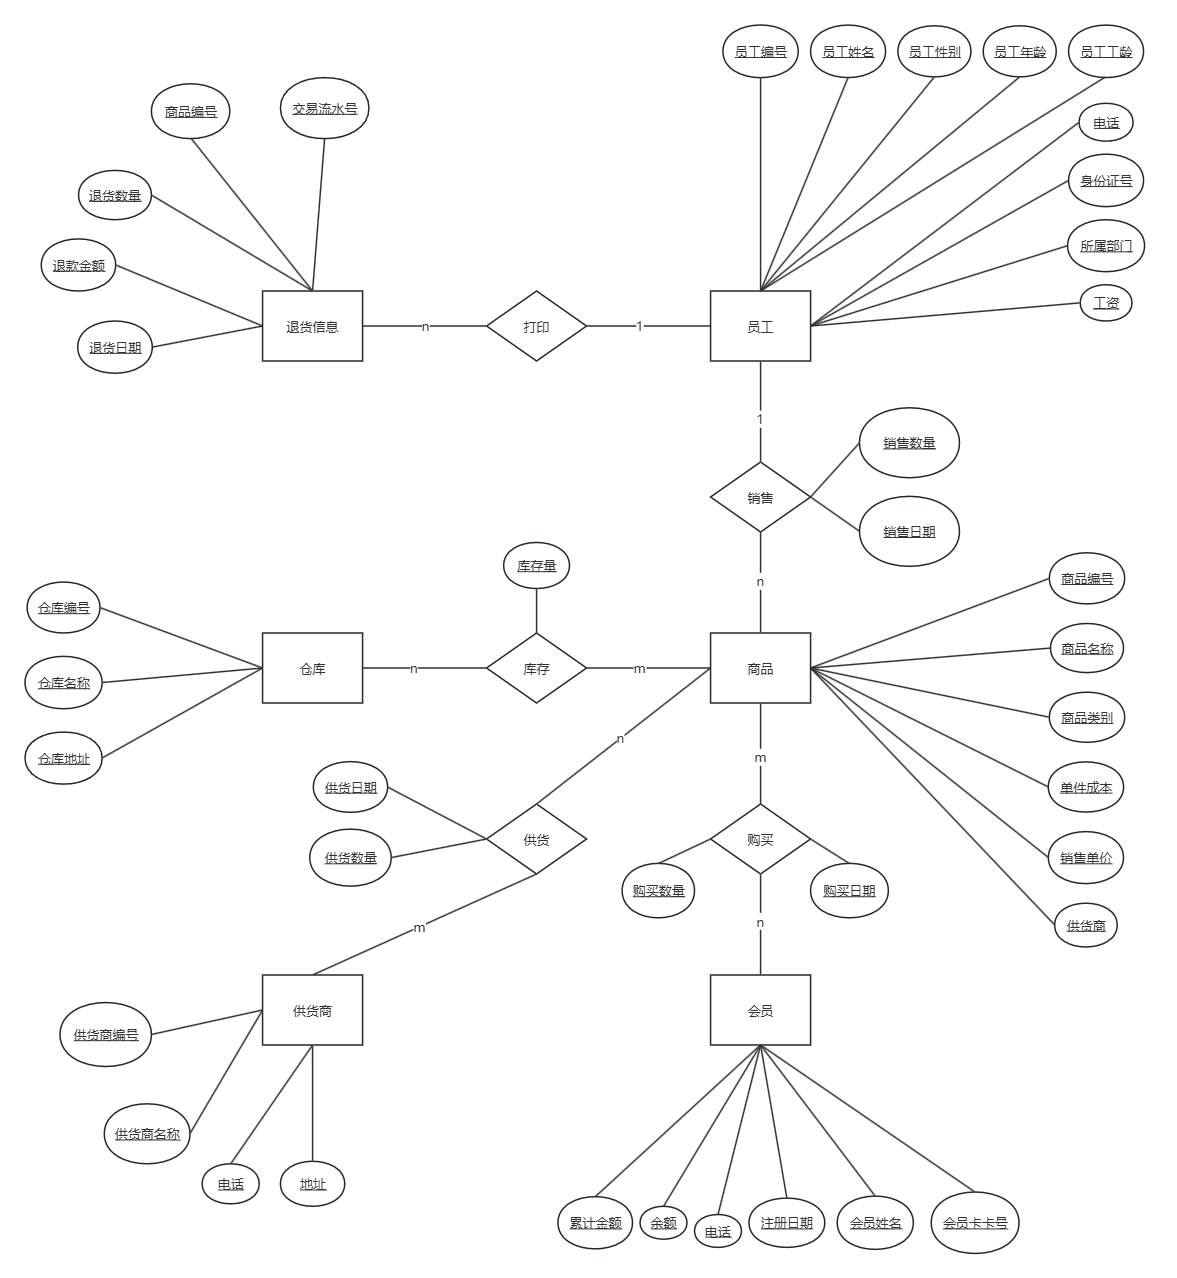 员工编号
员工姓名
员工性别
员工年龄
员工工龄
商品编号
交易流水号
电话
身份证号
退货数量
所属部门
退款金额
工资
退货信息
n
打印
1
员工
退货日期
1
销售数量
销售
销售日期
库存量
n
商品编号
仓库编号
商品名称
仓库
n
库存
m
商品
仓库名称
商品类别
n
仓库地址
m
供货日期
单件成本
供货
购买
供货数量
销售单价
购买数量
购买日期
m
n
供货商
供货商
会员
供货商编号
供货商名称
电话
地址
累计金额
余额
电话
注册日期
会员姓名
会员卡卡号